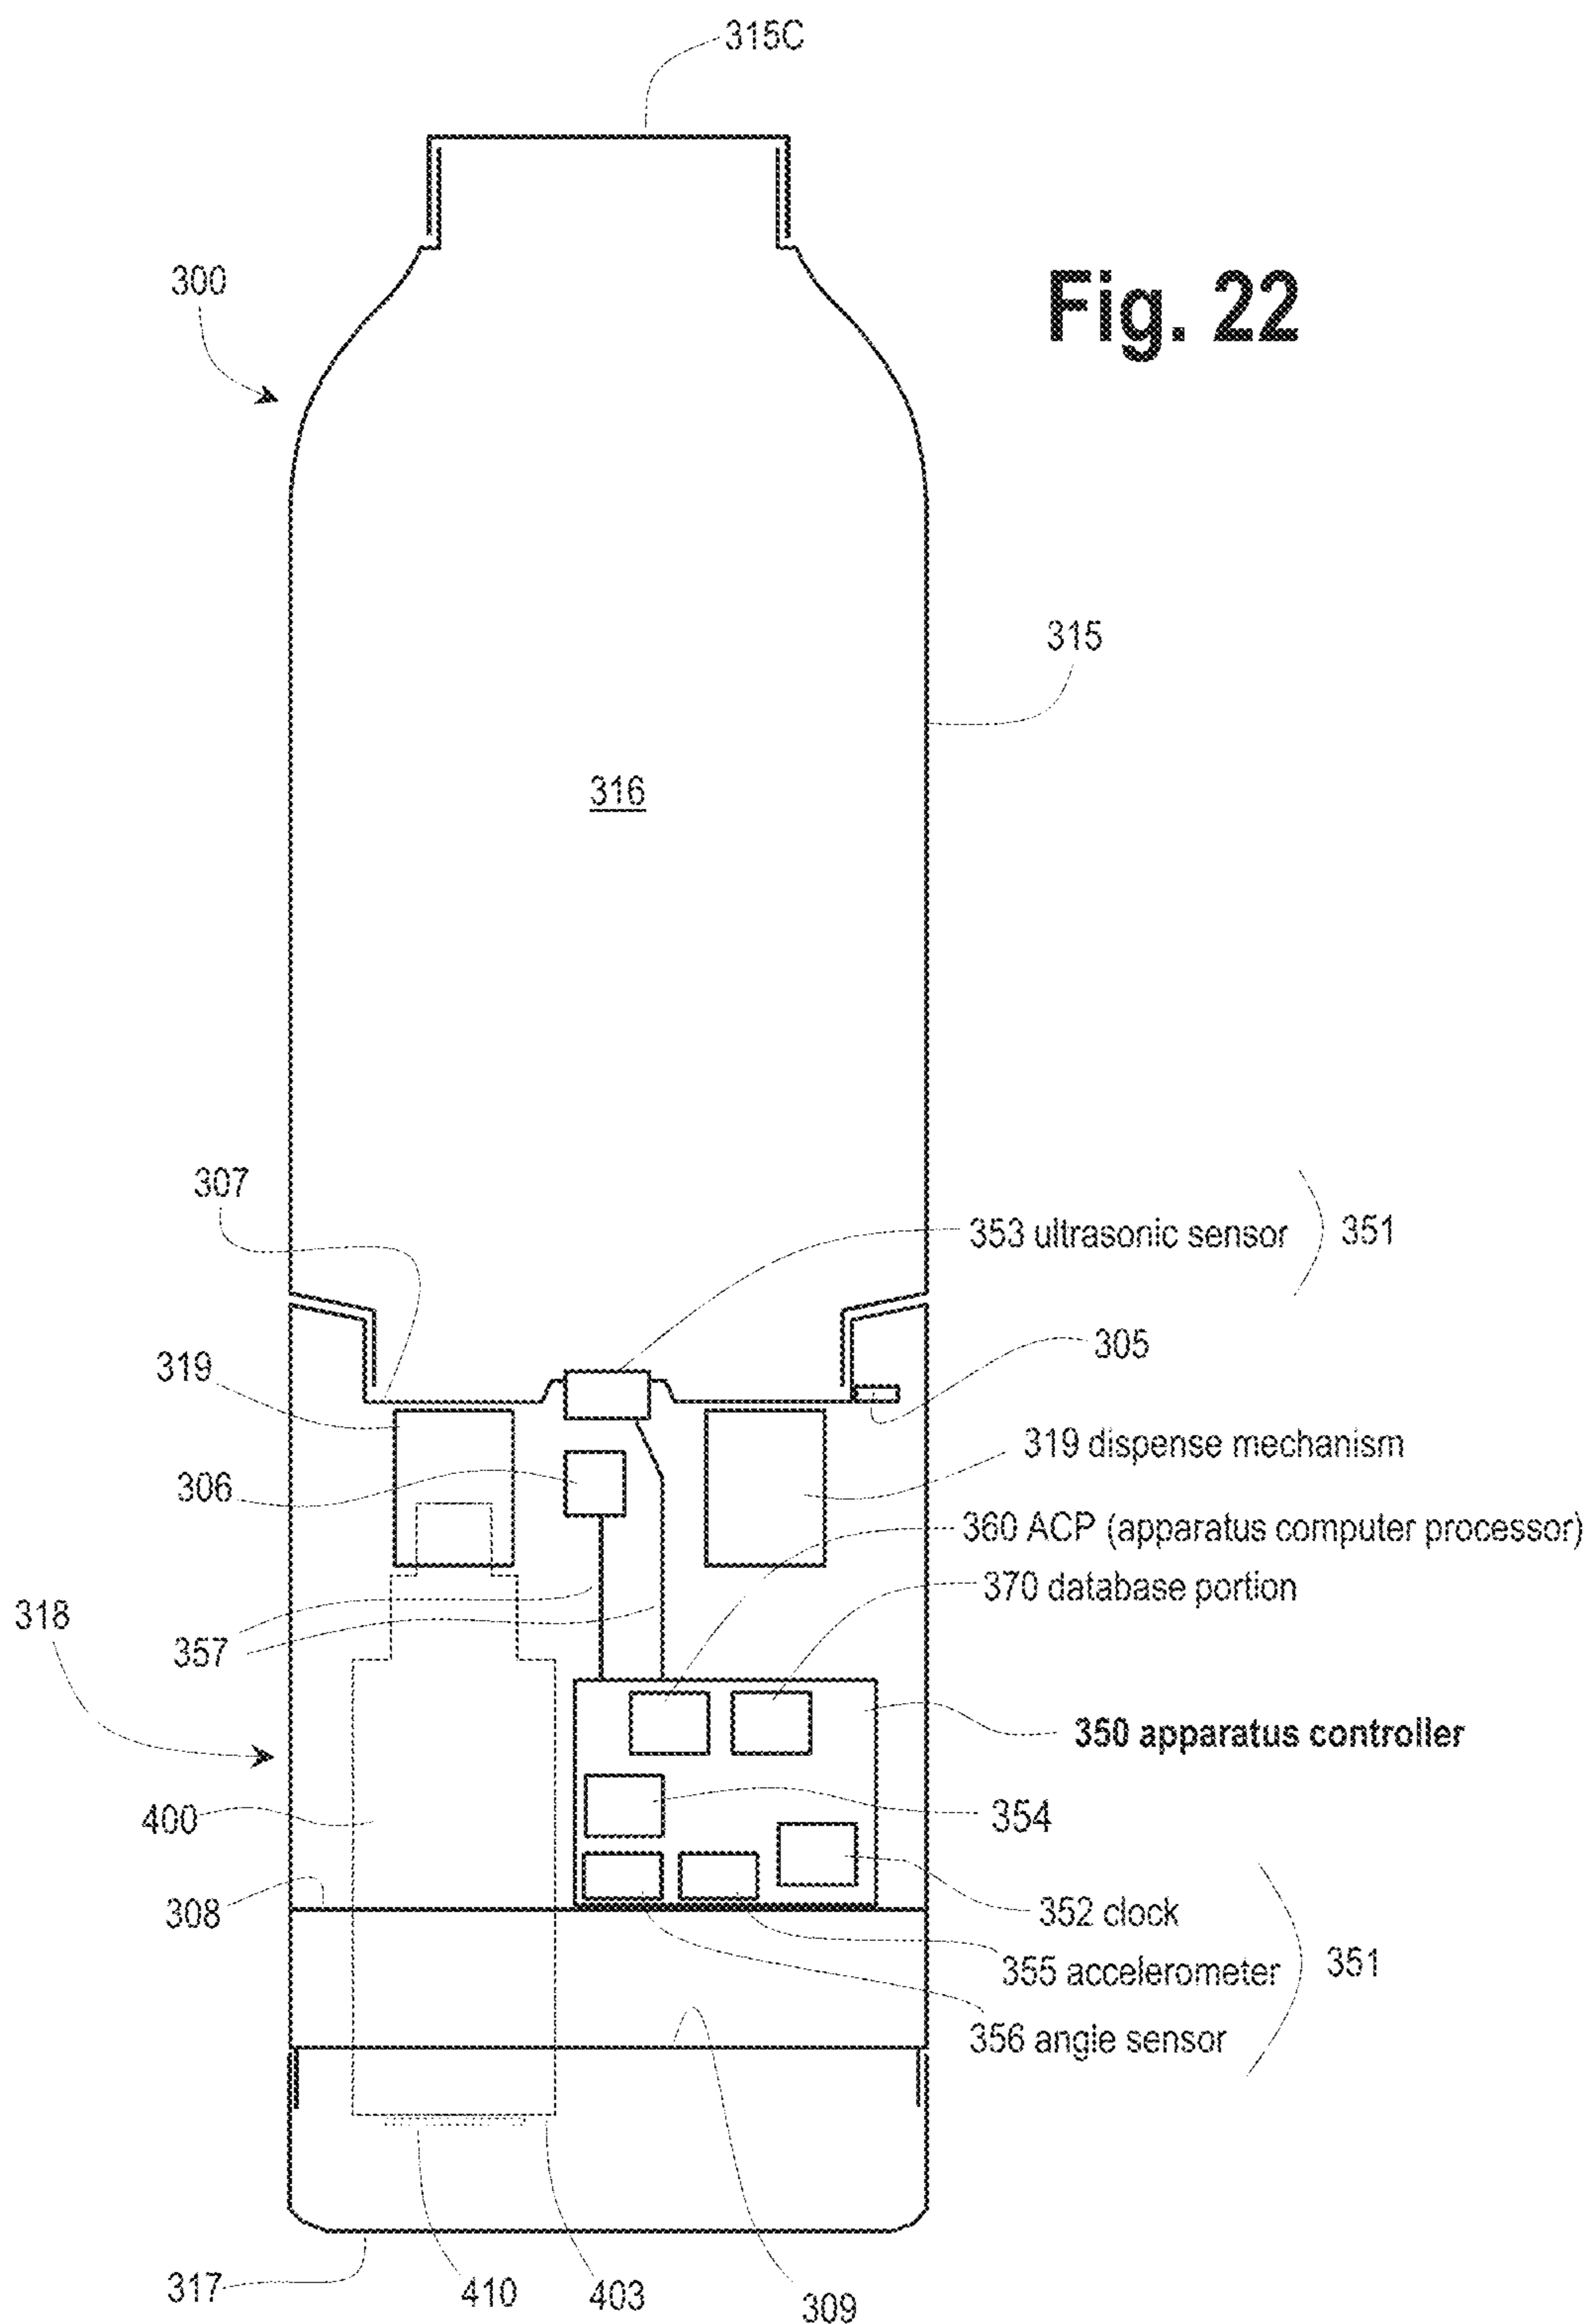 315C
300
Fig. 22
315
316
307
353 ultrasonic sensor
351
305
319
319 dispense mechanism
306
360 ACP (apparatus computer processor)
370 database portion
318
357
350 apparatus controller
400
354
308
352 clock
355 accelerometer
351
356 angle sensor
317
410
403
309